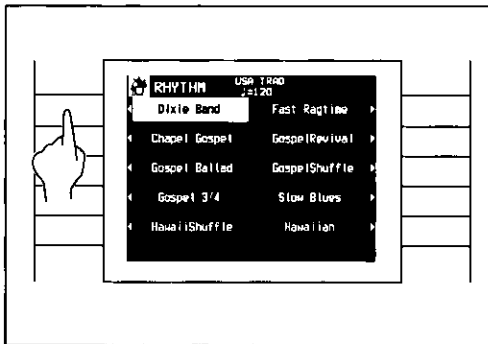 RHYTHM USA TRAD
♩=120
Dixie Band Fast Ragtime
Chapel Gospel GospelRevival
Gospel Ballad GospelShuffle
Gospel 3/4 Slow Blues
HawaiiShuffle Hawaiian